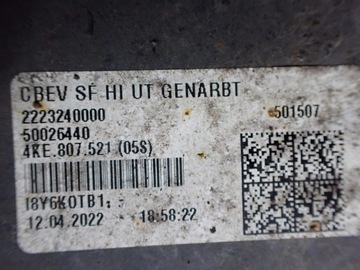 CBEV SF HI UT GENARBT
2223240000 501507
50026440
4KE.807.521 (05S)
I8Y6K0TB1;
12.04.2022 18:58:22